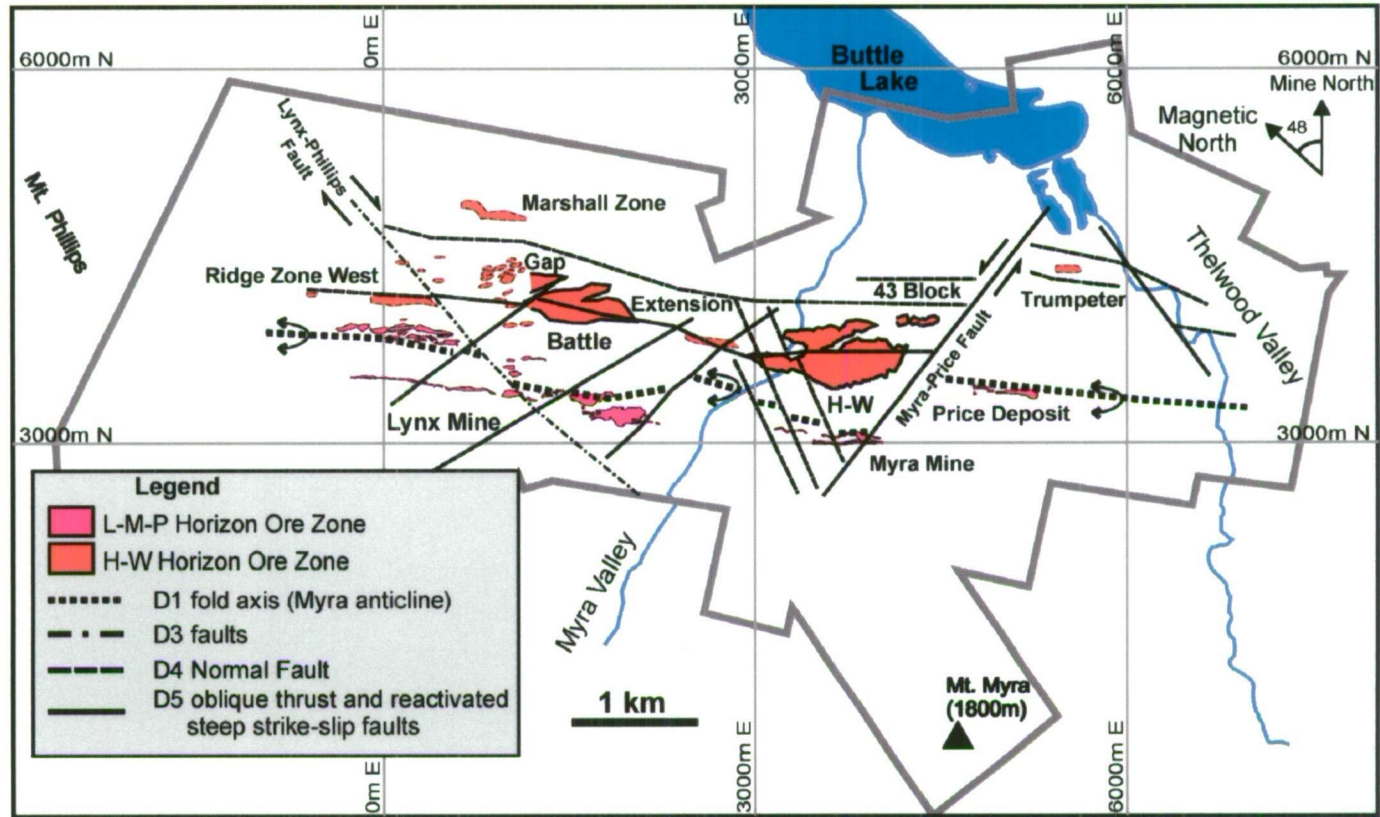 6000m N
0m E
3000m E
6000m E
6000m N
Mine North
Magnetic
North
48
Buttle
Lake
Lynx-Phillips
Fault
Mt. Phillips
Marshall Zone
Thelwood Valley
Ridge Zone West
Gap
Extension
43 Block
Trumpeter
Battle
Myra-Price Fault
H-W
Price Deposit
Lynx Mine
3000m N
3000m N
Myra Mine
Legend
L-M-P Horizon Ore Zone
H-W Horizon Ore Zone
D1 fold axis (Myra anticline)
D3 faults
D4 Normal Fault
D5 oblique thrust and reactivated
steep strike-slip faults
Myra Valley
1 km
Mt. Myra
(1800m)
0m E
3000m E
6000m E